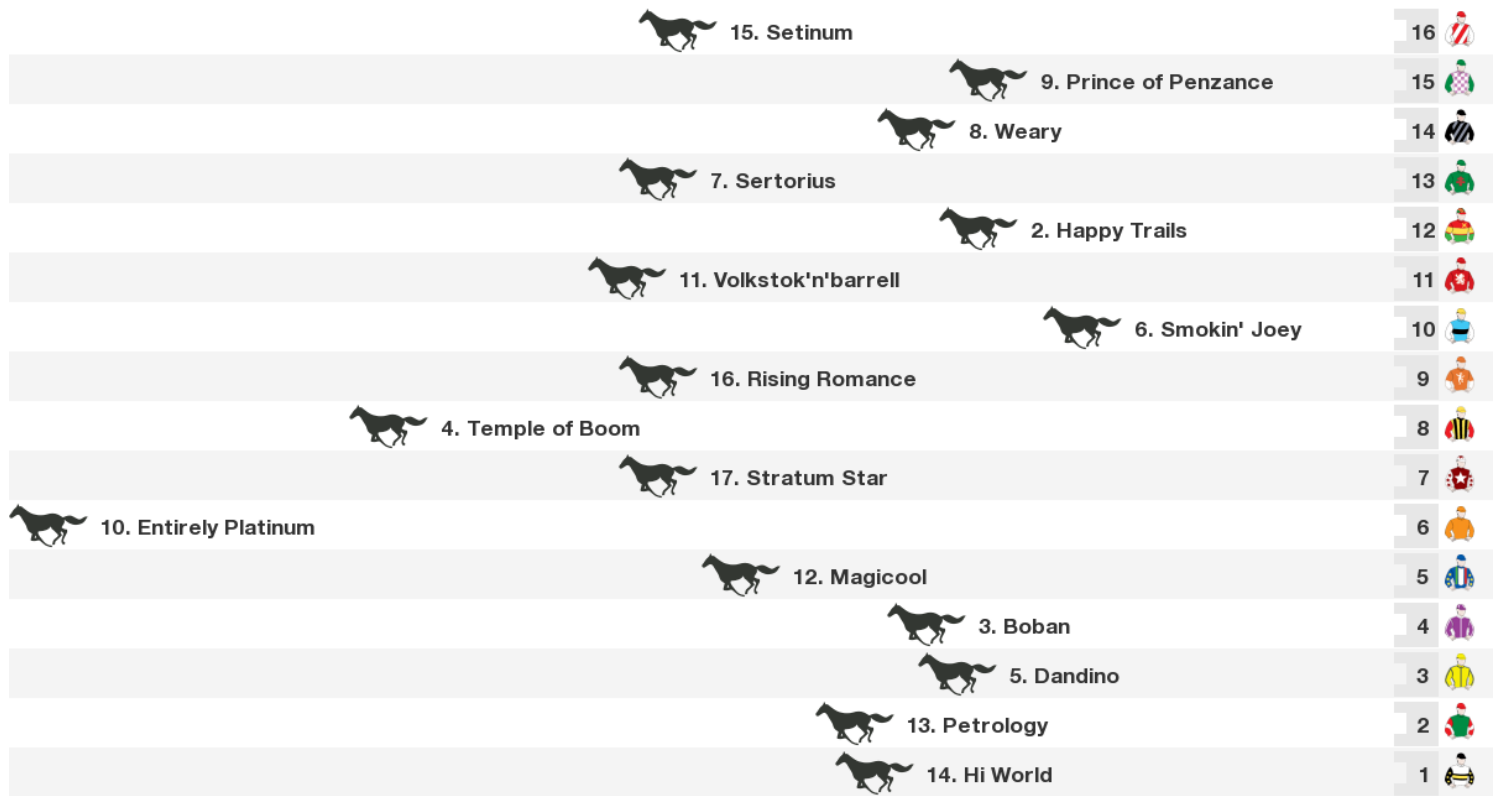 15. Setinum 16
9. Prince of Penzance 15
8. Weary 14
7. Sertorius 13
2. Happy Trails 12
11. Volkstok'n'barrell 11
6. Smokin' Joey 10
16. Rising Romance 9
4. Temple of Boom 8
17. Stratum Star 7
10. Entirely Platinum 6
12. Magicool 5
3. Boban 4
5. Dandino 3
13. Petrology 2
14. Hi World 1